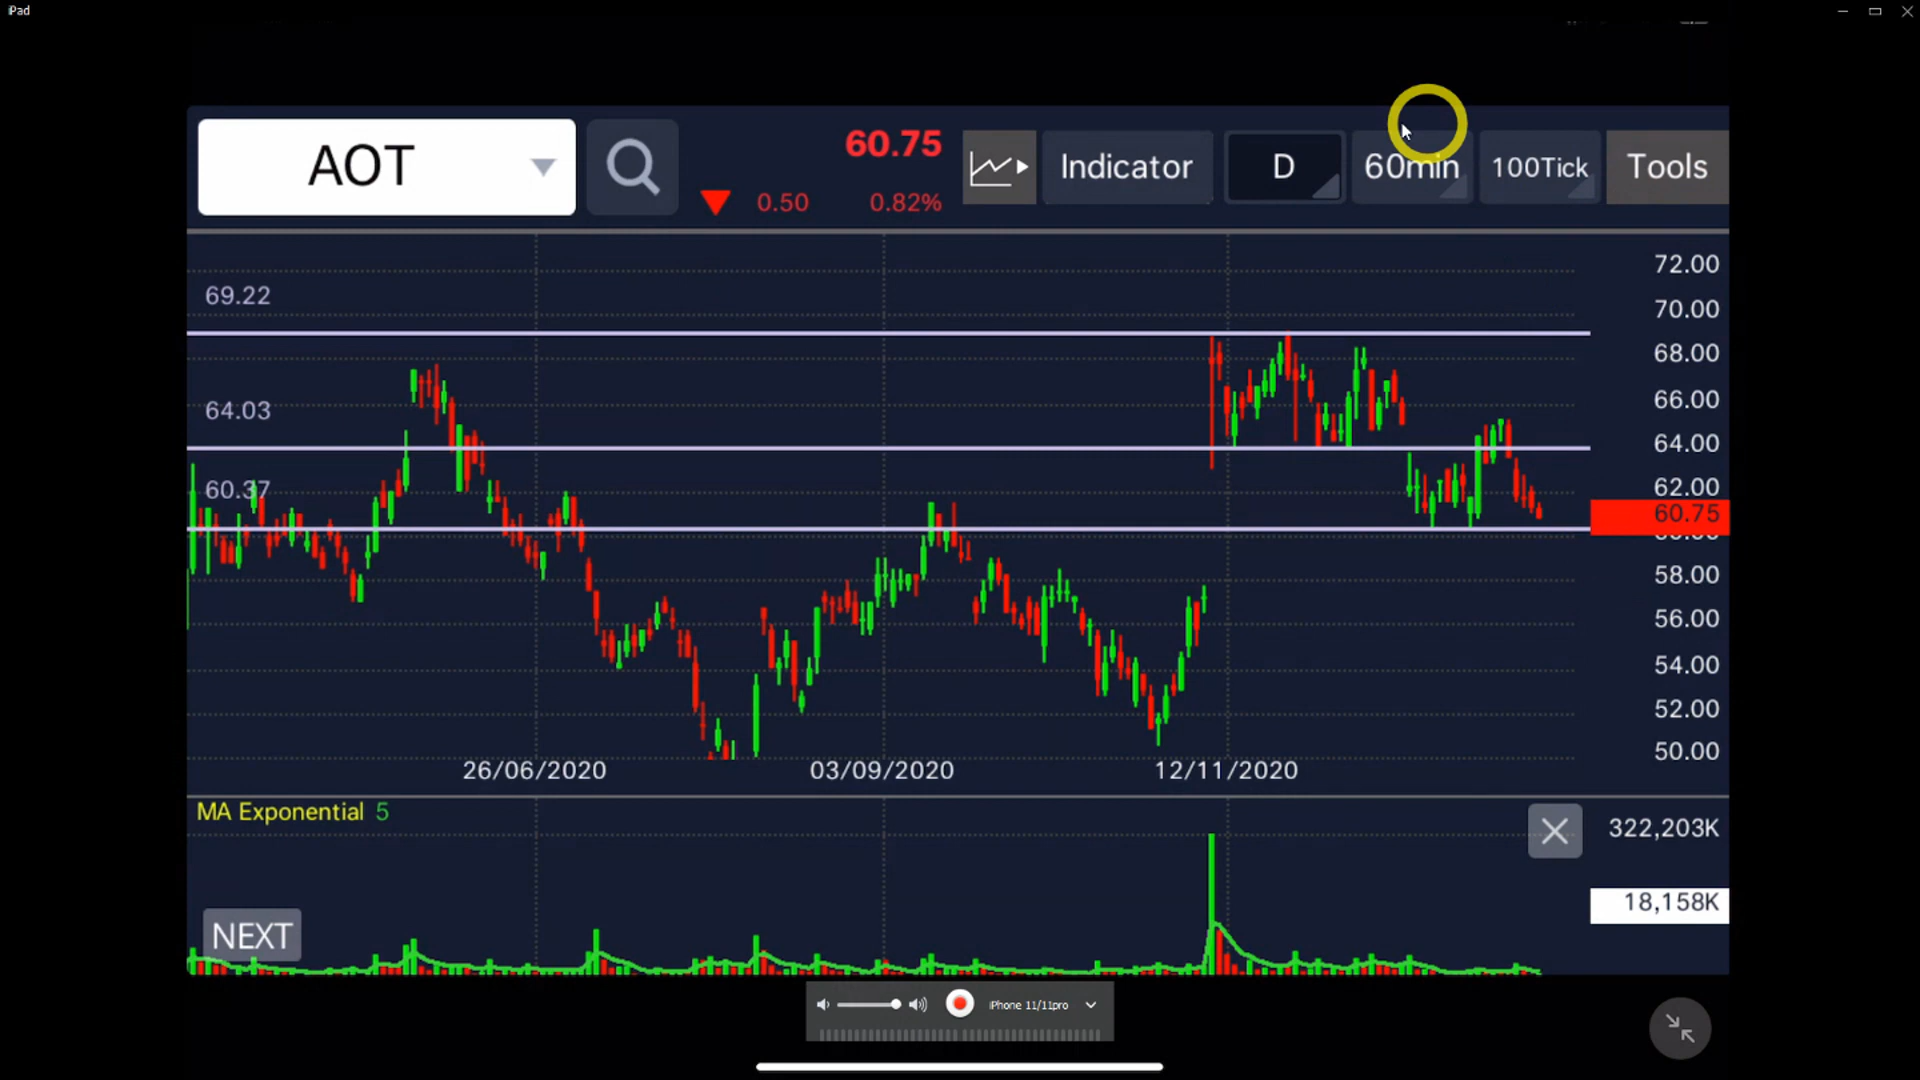 iPad
AOT
60.75
0.50 0.82%
Indicator
D
60min
100Tick
Tools
72.00
69.22
70.00
68.00
66.00
64.03
64.00
60.37
62.00
60.75
58.00
56.00
54.00
52.00
50.00
26/06/2020 03/09/2020 12/11/2020
MA Exponential 5
322,203K
18,158K
NEXT
iPhone 11/11pro